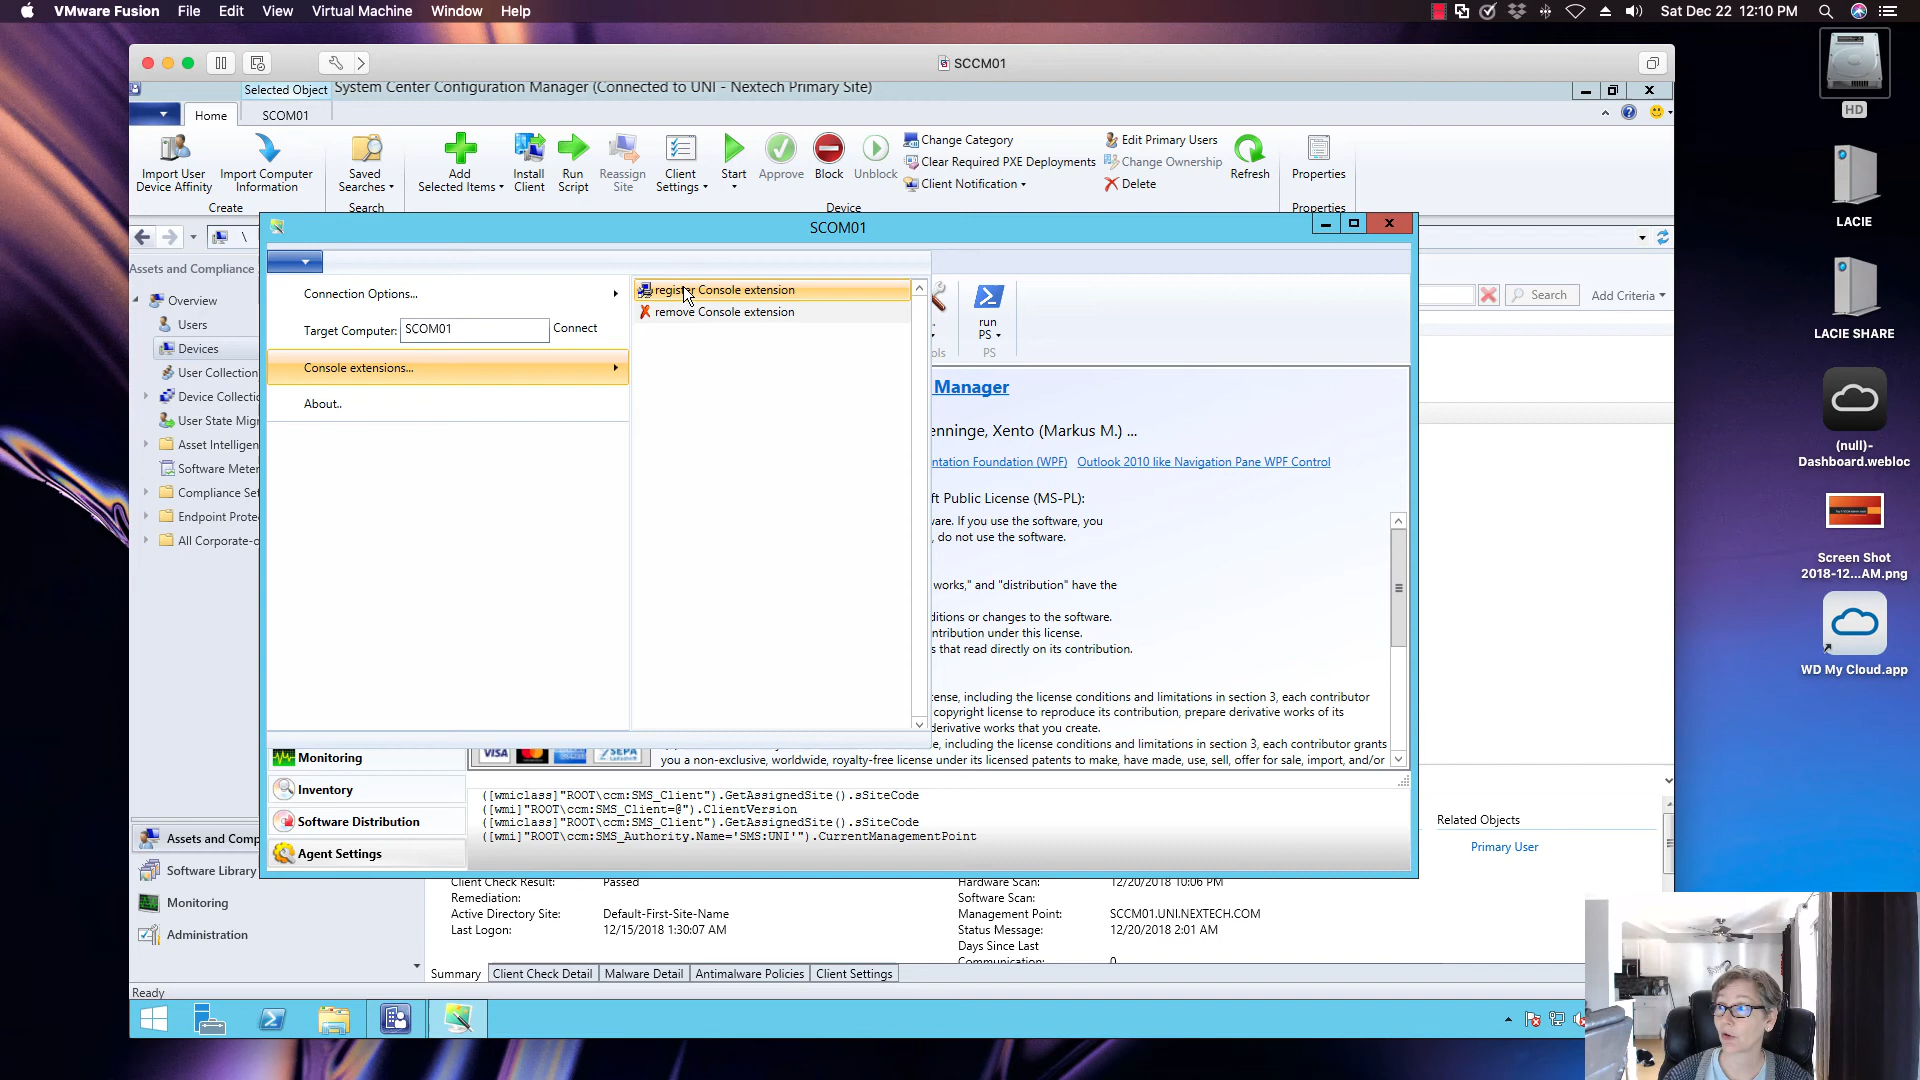 VMware Fusion File Edit View Virtual Machine Window Help
Sat Dec 22 12:10 PM
SCCM01
Selected Object
System Center Configuration Manager (Connected to UNI - Nextech Primary Site)
Home
SCOM01
Import User
Device Affinity
Import Computer
Information
Saved
Searches
Add
Selected Items
Install
Client
Run
Script
Reassign
Site
Client
Settings
Start
Approve
Block
Unblock
Change Category
Clear Required PXE Deployments
Client Notification
Edit Primary Users
Change Ownership
Delete
Refresh
Properties
Create
Search
Device
Properties
\
Assets and Compliance
Overview
Users
Devices
User Collection
Device Collecti
User State Mig
Asset Intelligen
Software Meter
Compliance Set
Endpoint Prote
All Corporate-o
Search
Add Criteria
SCOM01
Connection Options...
Target Computer: SCOM01 Connect
Console extensions...
About..
register Console extension
remove Console extension
run
PS
ols
PS
Manager
enninge, Xento (Markus M.) ...
ntation Foundation (WPF) Outlook 2010 like Navigation Pane WPF Control
ft Public License (MS-PL):
ware. If you use the software, you
, do not use the software.
works," and "distribution" have the
ditions or changes to the software.
ntribution under this license.
s that read directly on its contribution.
cense, including the license conditions and limitations in section 3, each contributor
copyright license to reproduce its contribution, prepare derivative works of its
derivative works that you create.
e, including the license conditions and limitations in section 3, each contributor grants
you a non-exclusive, worldwide, royalty-free license under its licensed patents to make, have made, use, sell, offer for sale, import, and/or
VISA
SEPA
Monitoring
Inventory
Software Distribution
Agent Settings
([wmiclass]"ROOT\ccm:SMS_Client").GetAssignedSite().sSiteCode
([wmi]"ROOT\ccm:SMS_Client=@").ClientVersion
([wmiclass]"ROOT\ccm:SMS_Client").GetAssignedSite().sSiteCode
([wmi]"ROOT\ccm:SMS_Authority.Name='SMS:UNI'").CurrentManagementPoint
Assets and Comp
Software Library
Monitoring
Administration
Client Check Result: Passed
Remediation:
Active Directory Site: Default-First-Site-Name
Last Logon: 12/15/2018 1:30:07 AM
Hardware Scan: 12/20/2018 10:06 PM
Software Scan:
Management Point: SCCM01.UNI.NEXTECH.COM
Status Message: 12/20/2018 2:01 AM
Days Since Last
Communication: 0
Related Objects
Primary User
Summary Client Check Detail Malware Detail Antimalware Policies Client Settings
Ready
HD
LACIE
LACIE SHARE
(null)-
Dashboard.webloc
Screen Shot
2018-12...AM.png
WD My Cloud.app